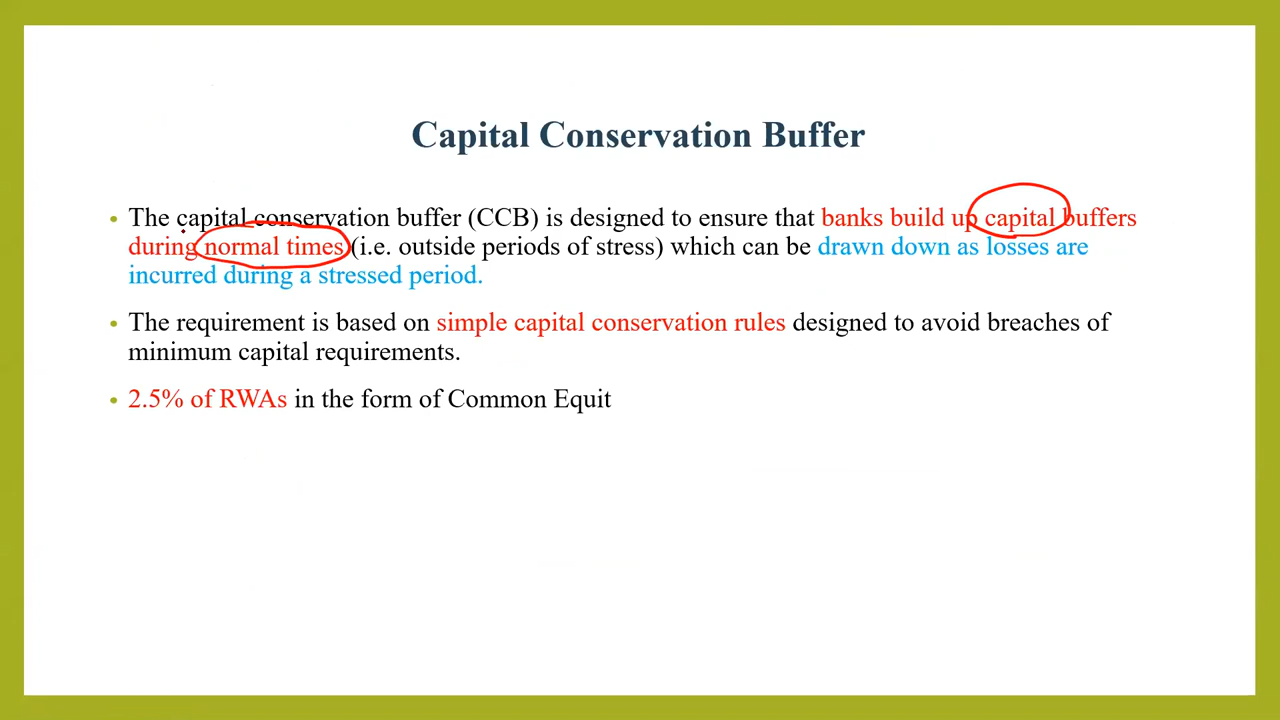 Capital Conservation Buffer
• The capital conservation buffer (CCB) is designed to ensure that banks build up capital buffers
during normal times (i.e. outside periods of stress) which can be drawn down as losses are
incurred during a stressed period.
• The requirement is based on simple capital conservation rules designed to avoid breaches of
minimum capital requirements.
• 2.5% of RWAs in the form of Common Equit